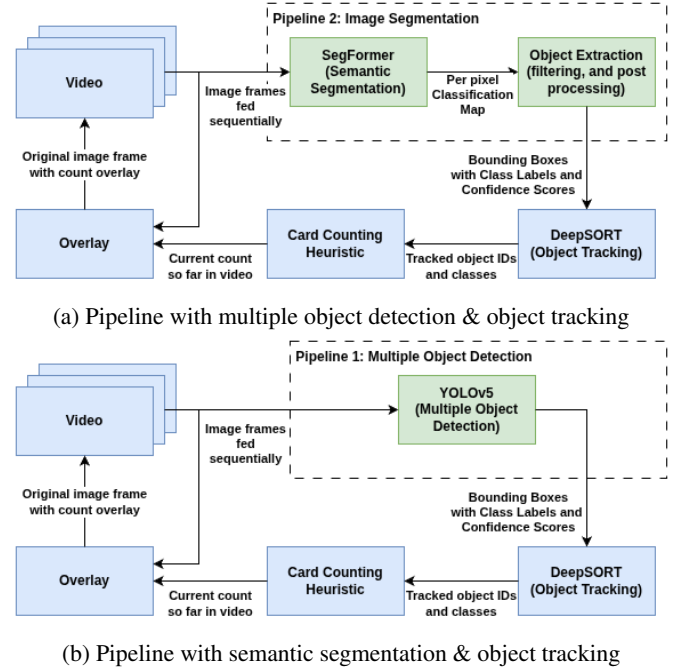 Pipeline 2: Image Segmentation
Video
Image frames
fed
sequentially
SegFormer
(Semantic
Segmentation)
Per pixel
Classification
Map
Object Extraction
(filtering, and post
processing)
Original image frame
with count overlay
Bounding Boxes
with Class Labels and
Confidence Scores
Overlay
Current count
so far in video
Card Counting
Heuristic
Tracked object IDs
and classes
DeepSORT
(Object Tracking)
(a) Pipeline with multiple object detection & object tracking
Pipeline 1: Multiple Object Detection
Video
Image frames
fed
sequentially
YOLOv5
(Multiple Object
Detection)
Original image frame
with count overlay
Bounding Boxes
with Class Labels and
Confidence Scores
Overlay
Current count
so far in video
Card Counting
Heuristic
Tracked object IDs
and classes
DeepSORT
(Object Tracking)
(b) Pipeline with semantic segmentation & object tracking